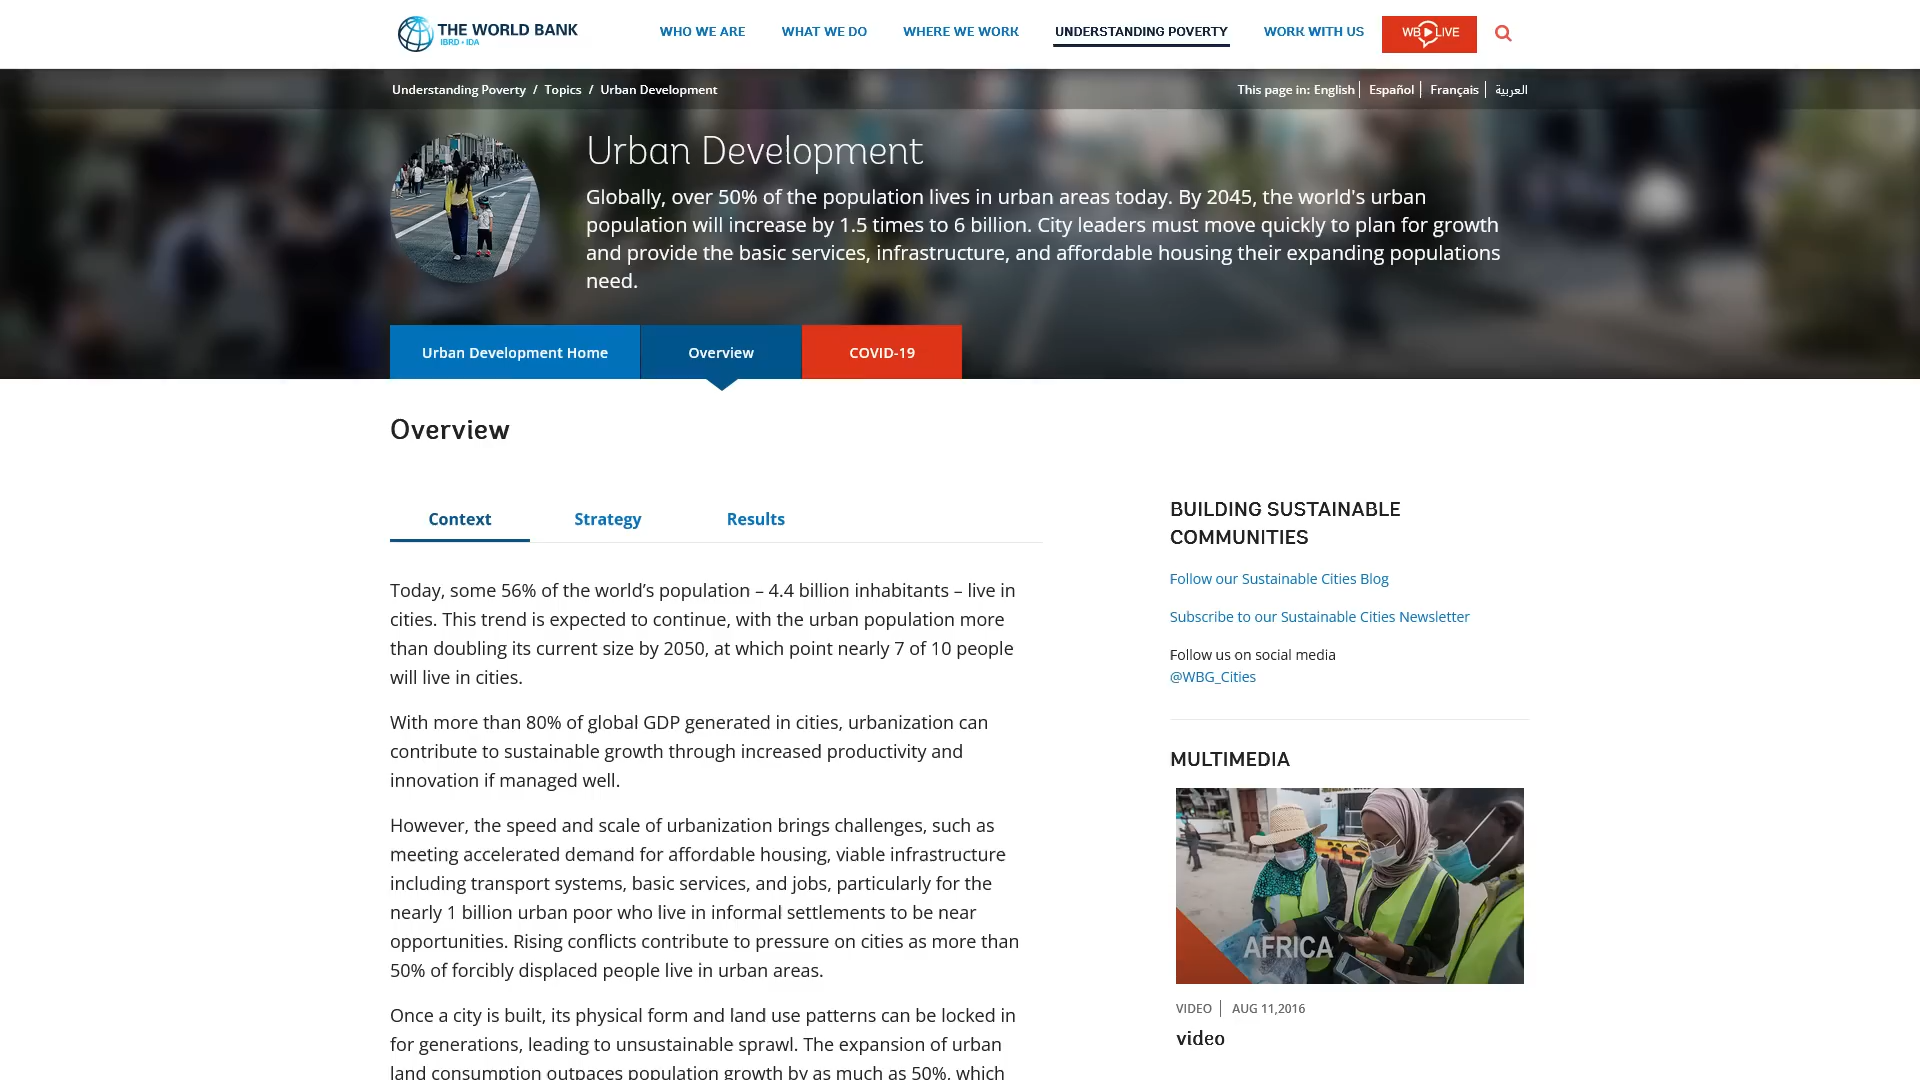 THE WORLD BANK
IBRD • IDA
WHO WE ARE
WHAT WE DO
WHERE WE WORK
UNDERSTANDING POVERTY
WORK WITH US
WB LIVE
Understanding Poverty / Topics / Urban Development
This page in: English | Español | Français | العربية
Urban Development
Globally, over 50% of the population lives in urban areas today. By 2045, the world's urban
population will increase by 1.5 times to 6 billion. City leaders must move quickly to plan for growth
and provide the basic services, infrastructure, and affordable housing their expanding populations
need.
Urban Development Home
Overview
COVID-19
Overview
Context
Strategy
Results
Today, some 56% of the world’s population – 4.4 billion inhabitants – live in
cities. This trend is expected to continue, with the urban population more
than doubling its current size by 2050, at which point nearly 7 of 10 people
will live in cities.
With more than 80% of global GDP generated in cities, urbanization can
contribute to sustainable growth through increased productivity and
innovation if managed well.
However, the speed and scale of urbanization brings challenges, such as
meeting accelerated demand for affordable housing, viable infrastructure
including transport systems, basic services, and jobs, particularly for the
nearly 1 billion urban poor who live in informal settlements to be near
opportunities. Rising conflicts contribute to pressure on cities as more than
50% of forcibly displaced people live in urban areas.
Once a city is built, its physical form and land use patterns can be locked in
for generations, leading to unsustainable sprawl. The expansion of urban
land consumption outpaces population growth by as much as 50%, which
BUILDING SUSTAINABLE
COMMUNITIES
Follow our Sustainable Cities Blog
Subscribe to our Sustainable Cities Newsletter
Follow us on social media
@WBG_Cities
MULTIMEDIA
AFRICA
VIDEO | AUG 11,2016
video